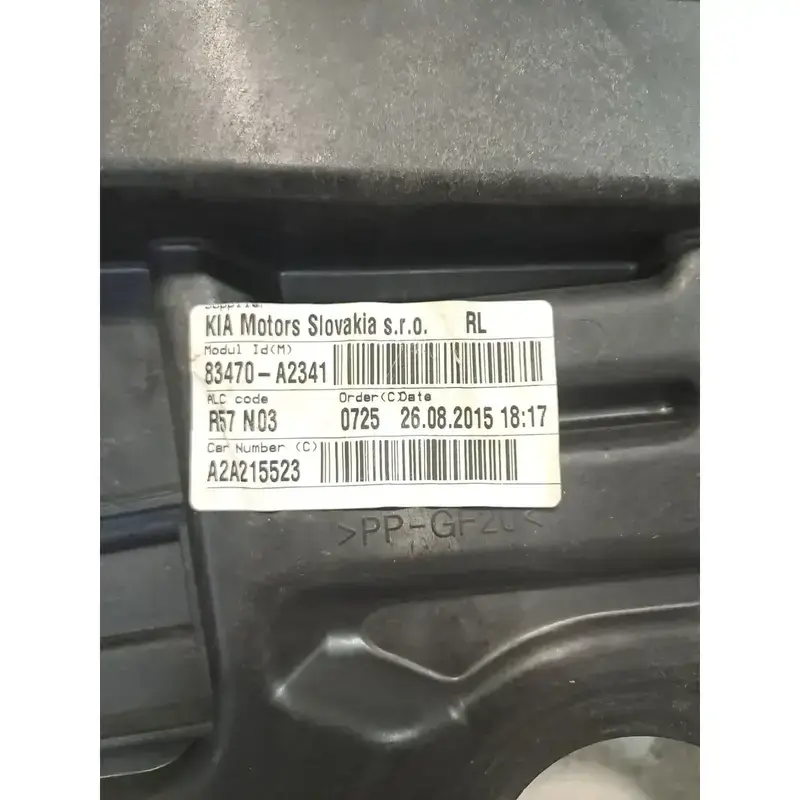 Supplier
KIA Motors Slovakia s.r.o. RL
Modul Id(M)
83470-A2341
ALC code Order(C)Date
R57 N03 0725 26.08.2015 18:17
Car Number (C)
A2A215523
>PP-GF20<